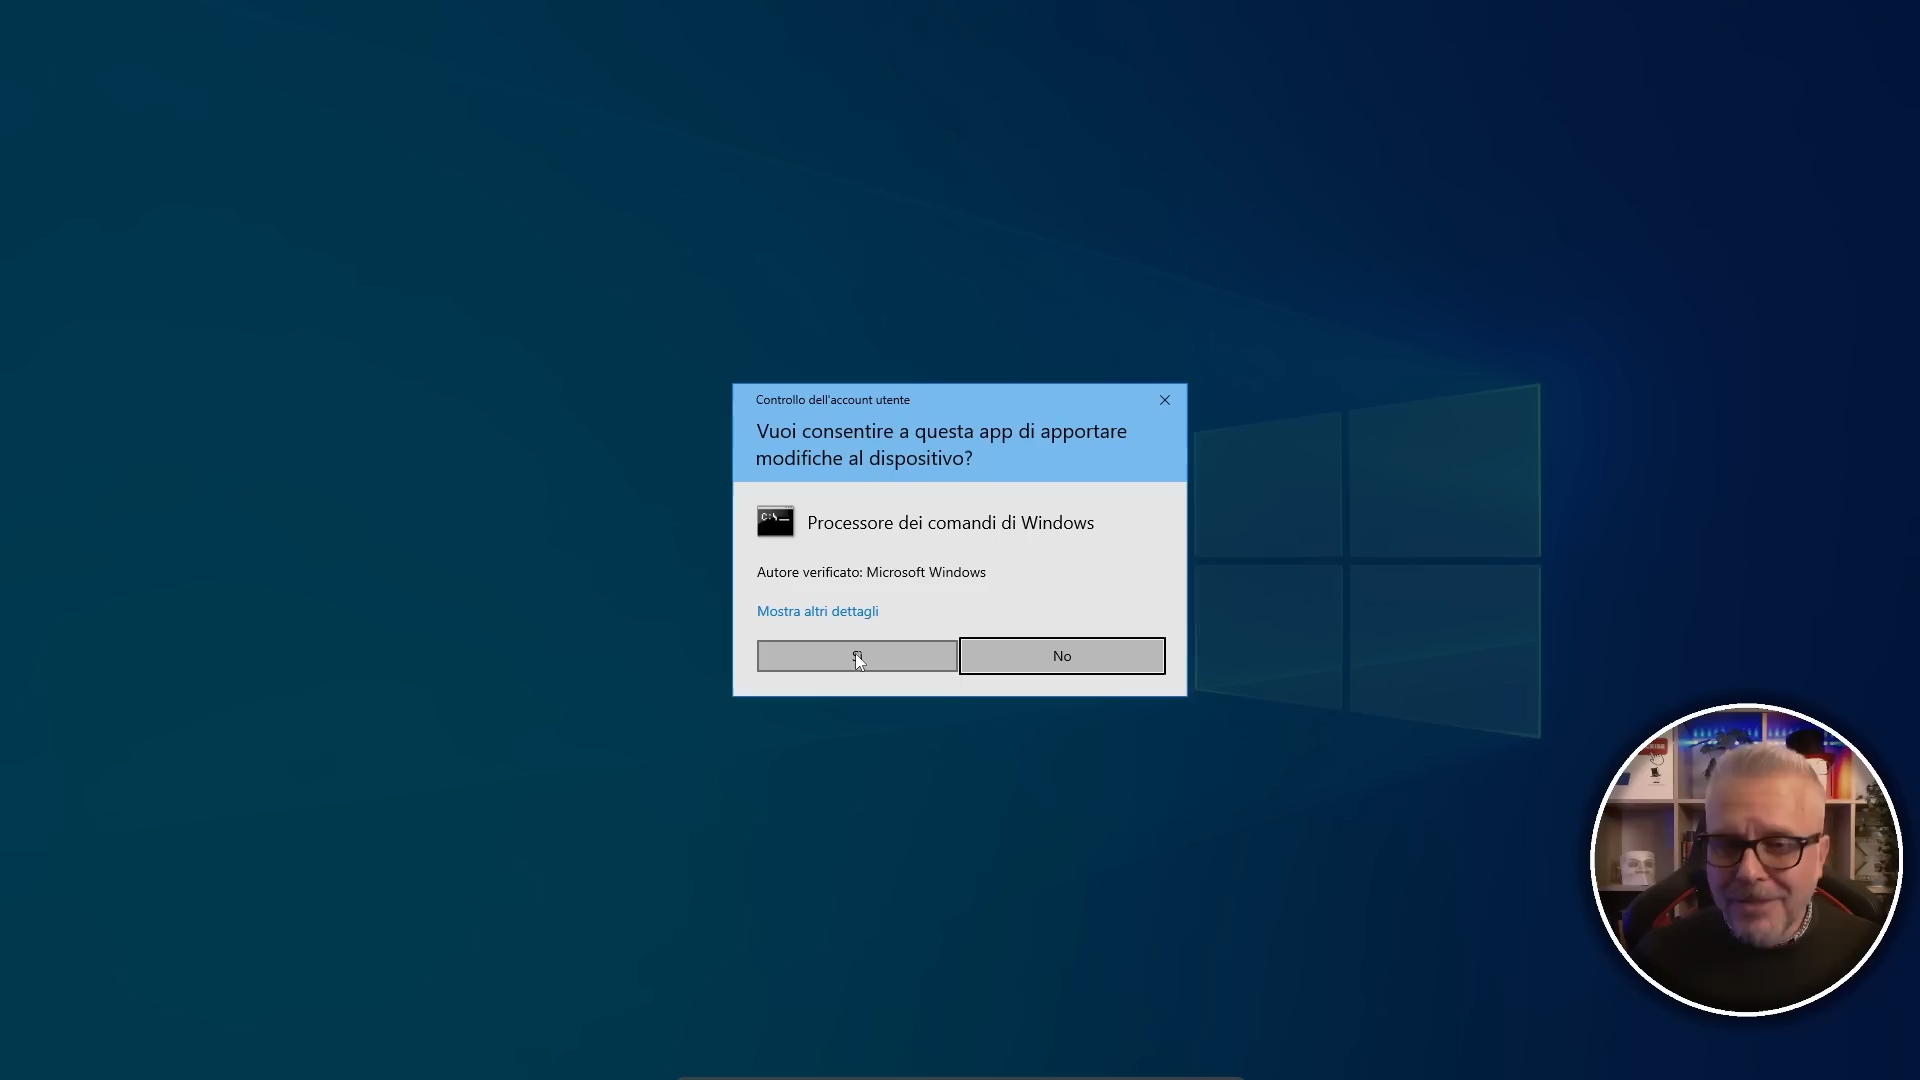 Controllo dell'account utente
Vuoi consentire a questa app di apportare
modifiche al dispositivo?
C:\_
Processore dei comandi di Windows
Autore verificato: Microsoft Windows
Mostra altri dettagli
No